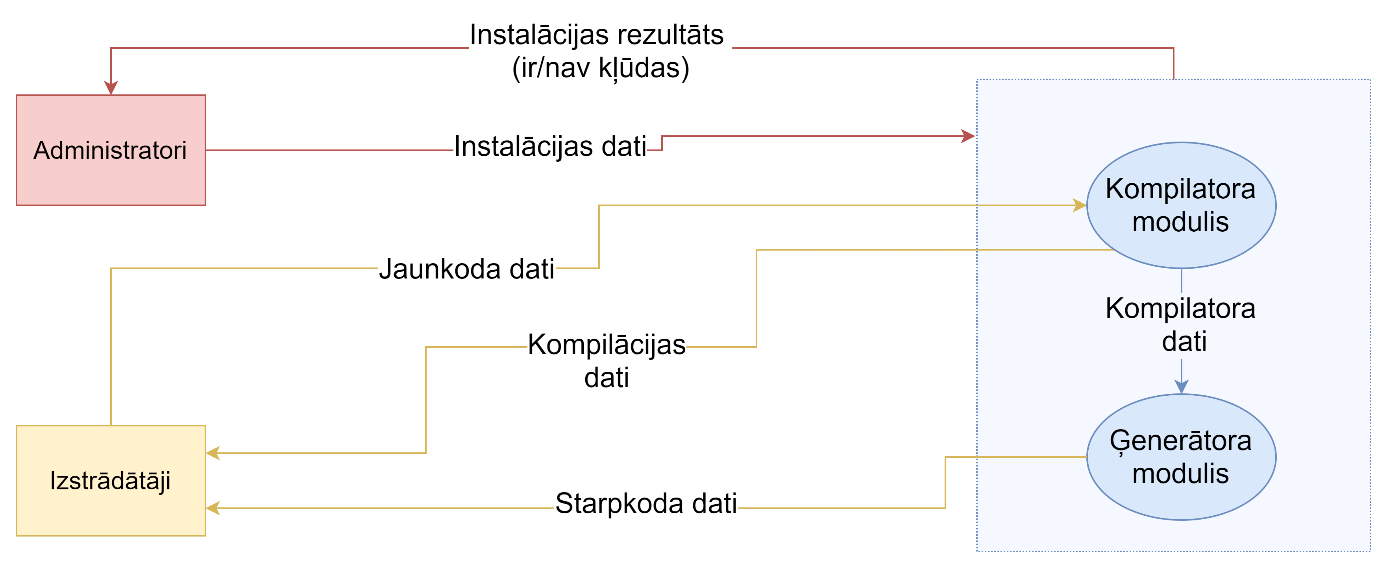 Instalācijas rezultāts
(ir/nav kļūdas)
Administratori
Instalācijas dati
Kompilatora
modulis
Jaunkoda dati
Kompilatora
dati
Kompilācijas
dati
Ģenerātora
modulis
Izstrādātāji
Starpkoda dati